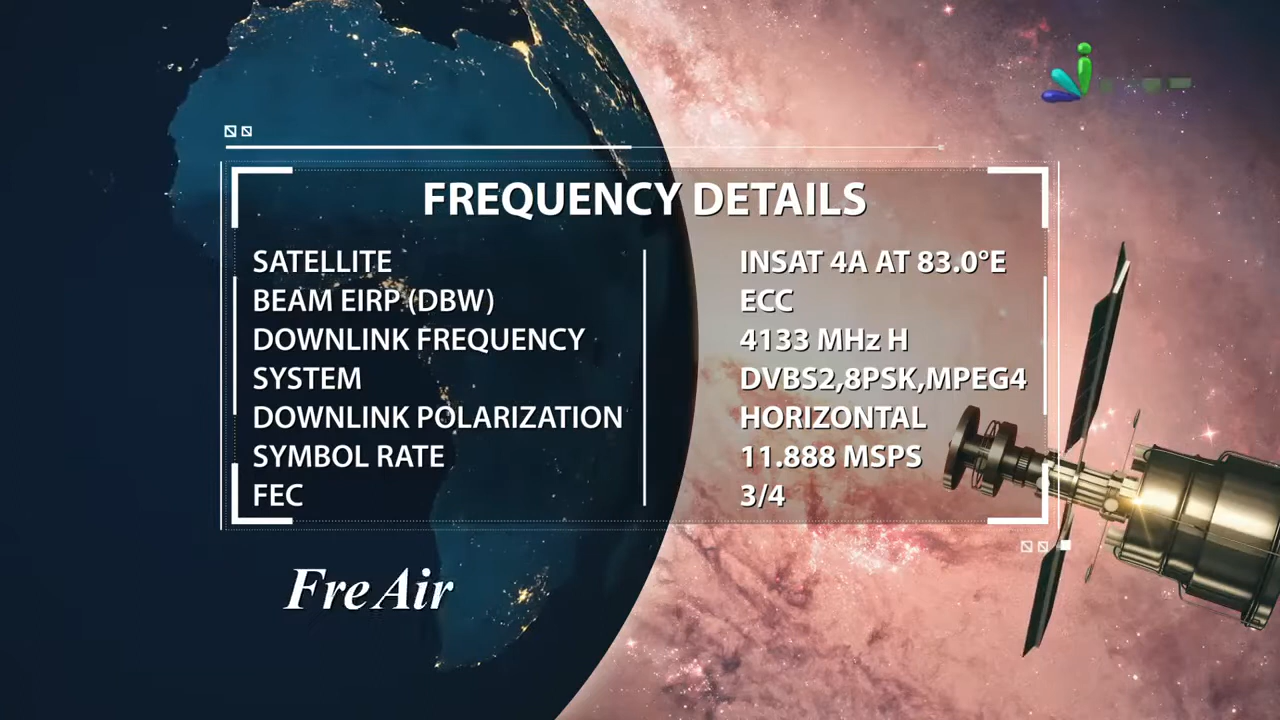 FREQUENCY DETAILS
SATELLITE INSAT 4A AT 83.0°E
BEAM EIRP (DBW) ECC
DOWNLINK FREQUENCY 4133 MHz H
SYSTEM DVBS2,8PSK,MPEG4
DOWNLINK POLARIZATION HORIZONTAL
SYMBOL RATE 11.888 MSPS
FEC 3/4
Fre Air